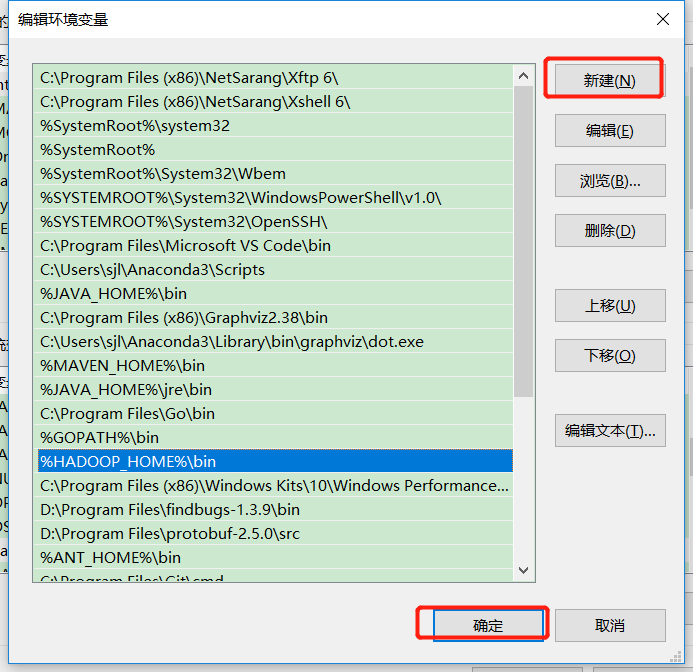 编辑环境变量
C:\Program Files (x86)\NetSarang\Xftp 6\
C:\Program Files (x86)\NetSarang\Xshell 6\
%SystemRoot%\system32
%SystemRoot%
%SystemRoot%\System32\Wbem
%SYSTEMROOT%\System32\WindowsPowerShell\v1.0\
%SYSTEMROOT%\System32\OpenSSH\
C:\Program Files\Microsoft VS Code\bin
C:\Users\sjl\Anaconda3\Scripts
%JAVA_HOME%\bin
C:\Program Files (x86)\Graphviz2.38\bin
C:\Users\sjl\Anaconda3\Library\bin\graphviz\dot.exe
%MAVEN_HOME%\bin
%JAVA_HOME%\jre\bin
C:\Program Files\Go\bin
%GOPATH%\bin
%HADOOP_HOME%\bin
C:\Program Files (x86)\Windows Kits\10\Windows Performance...
D:\Program Files\findbugs-1.3.9\bin
D:\Program Files\protobuf-2.5.0\src
%ANT_HOME%\bin
C:\Program Files\Git\cmd
新建(N)
编辑(E)
浏览(B)...
删除(D)
上移(U)
下移(O)
编辑文本(T)...
确定
取消